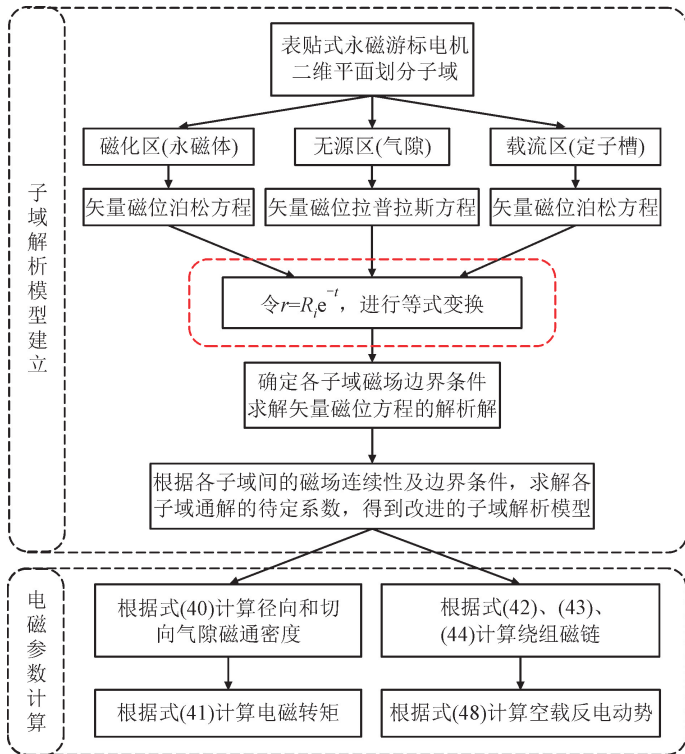 子域解析模型建立
表贴式永磁游标电机
二维平面划分子域
磁化区(永磁体)
无源区(气隙)
载流区(定子槽)
矢量磁位泊松方程
矢量磁位拉普拉斯方程
矢量磁位泊松方程
令r=Rᵢe⁻ᵗ，进行等式变换
确定各子域磁场边界条件
求解矢量磁位方程的解析解
根据各子域间的磁场连续性及边界条件，求解各
子域通解的待定系数，得到改进的子域解析模型
电磁参数计算
根据式(40)计算径向和切
向气隙磁通密度
根据式(42)、(43)、
(44)计算绕组磁链
根据式(41)计算电磁转矩
根据式(48)计算空载反电动势